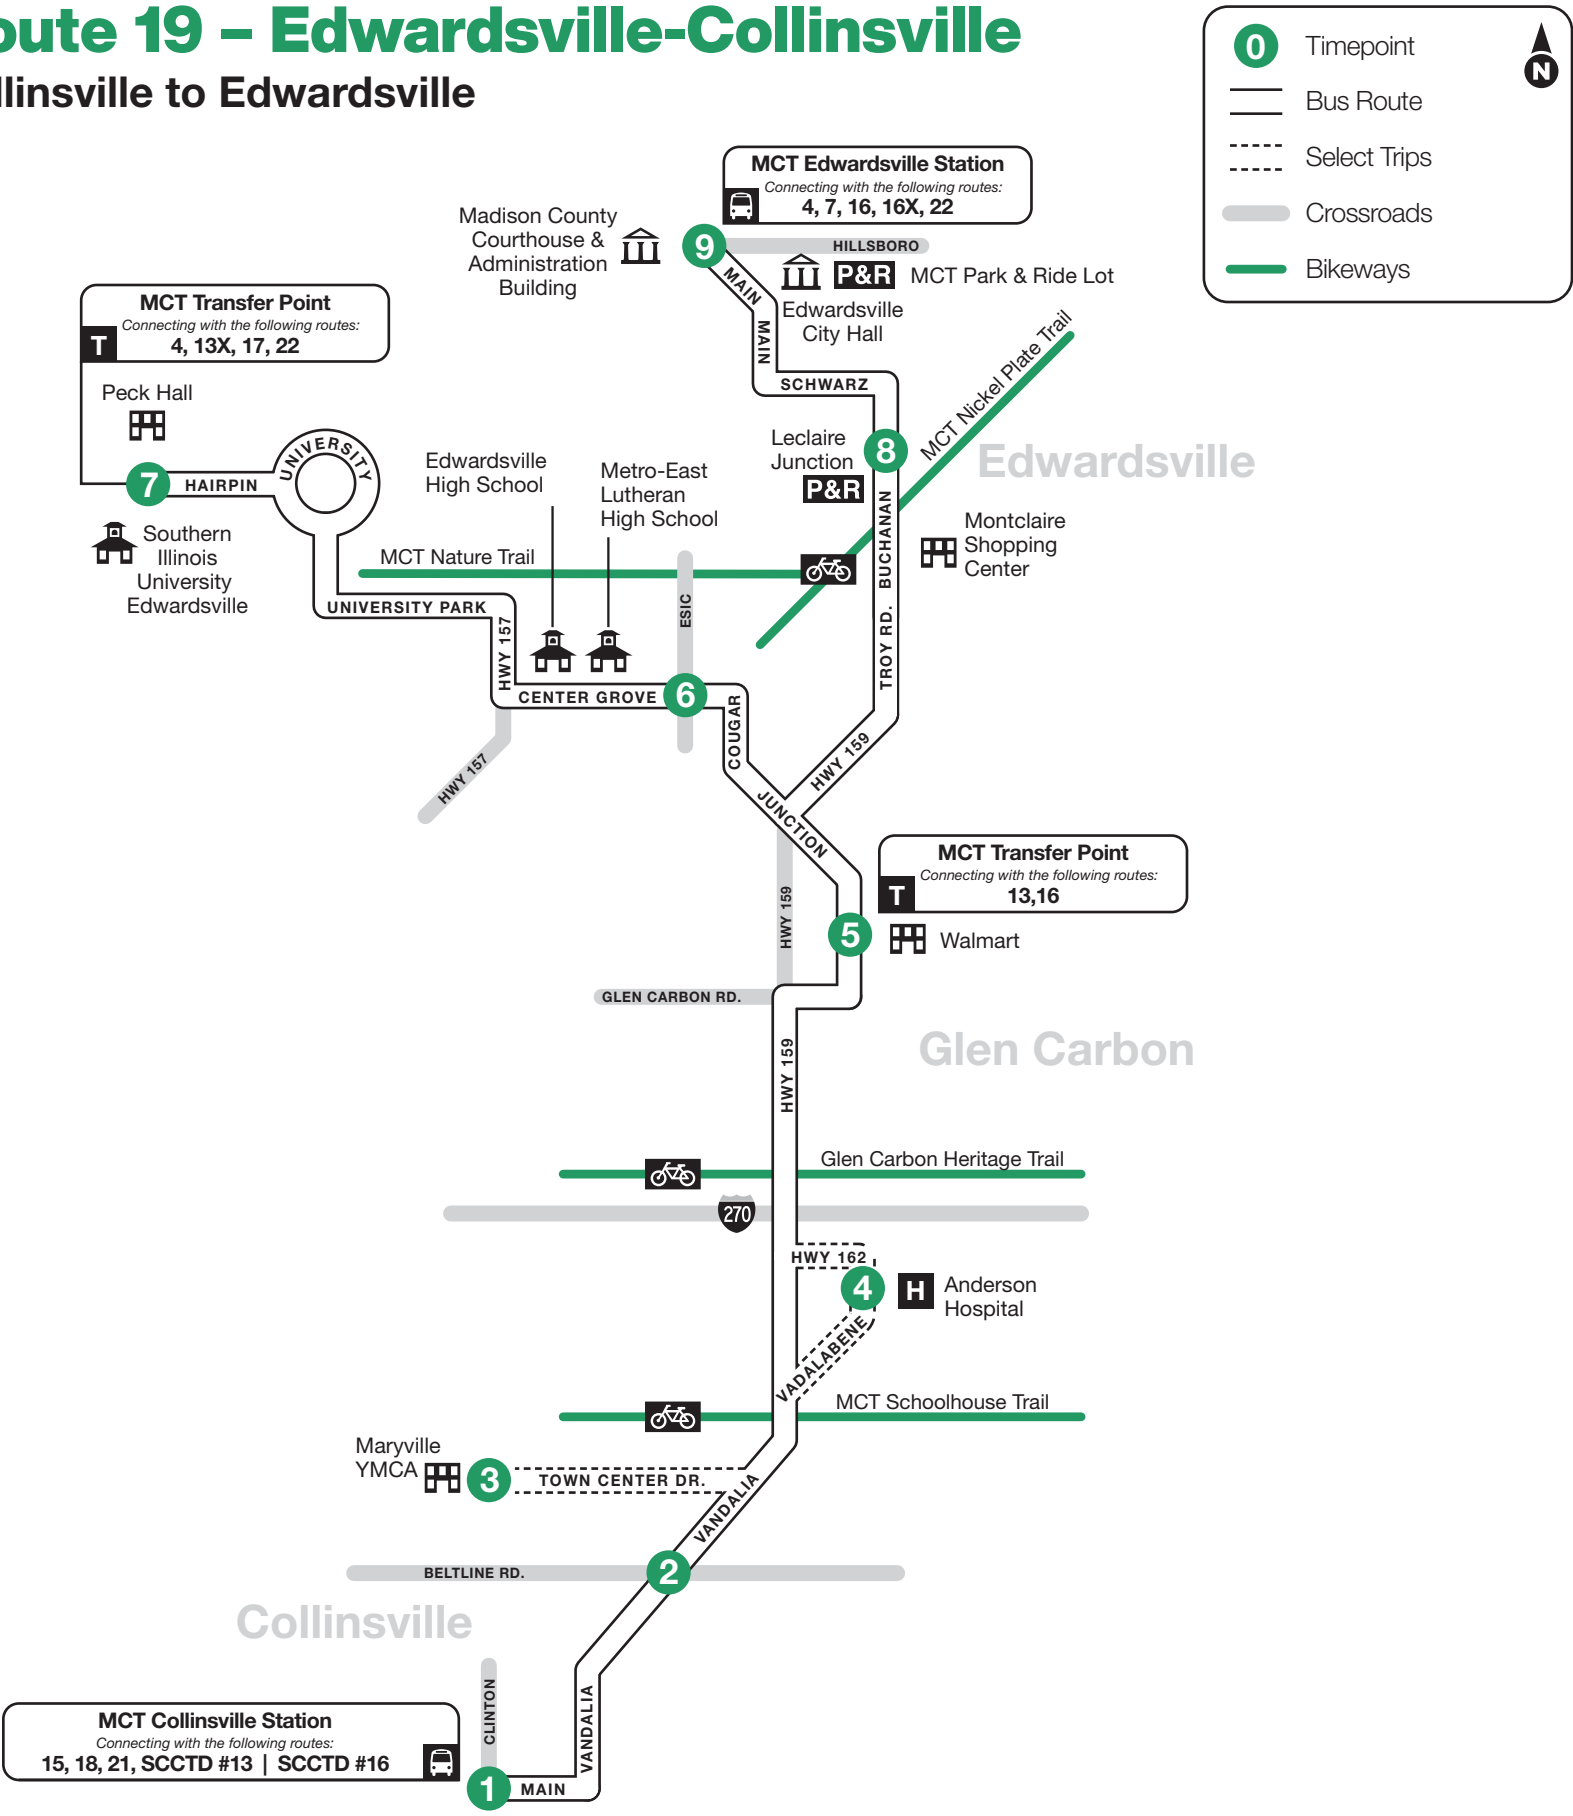 oute 19 – Edwardsville-Collinsville
llinsville to Edwardsville
0 Timepoint
N
Bus Route
Select Trips
Crossroads
Bikeways
MCT Edwardsville Station
Connecting with the following routes:
4, 7, 16, 16X, 22
Madison County
Courthouse &
Administration
Building
9
HILLSBORO
MAIN
P&R MCT Park & Ride Lot
Edwardsville
City Hall
MAIN
SCHWARZ
MCT Nickel Plate Trail
MCT Transfer Point
Connecting with the following routes:
T
4, 13X, 17, 22
Peck Hall
7
HAIRPIN
UNIVERSITY
Southern
Illinois
University
Edwardsville
Edwardsville
High School
Metro-East
Lutheran
High School
MCT Nature Trail
Leclaire
Junction
P&R
8
Edwardsville
BUCHANAN
Montclaire
Shopping
Center
UNIVERSITY PARK
HWY 157
ESIC
TROY RD.
CENTER GROVE
6
COUGAR
HWY 157
HWY 159
JUNCTION
MCT Transfer Point
Connecting with the following routes:
T
13,16
HWY 159
5
Walmart
GLEN CARBON RD.
Glen Carbon
HWY 159
Glen Carbon Heritage Trail
270
HWY 162
4
H
Anderson
Hospital
VADALABENE
MCT Schoolhouse Trail
Maryville
YMCA
3
TOWN CENTER DR.
VANDALIA
2
BELTLINE RD.
Collinsville
CLINTON
VANDALIA
MCT Collinsville Station
Connecting with the following routes:
15, 18, 21, SCCTD #13 | SCCTD #16
1
MAIN